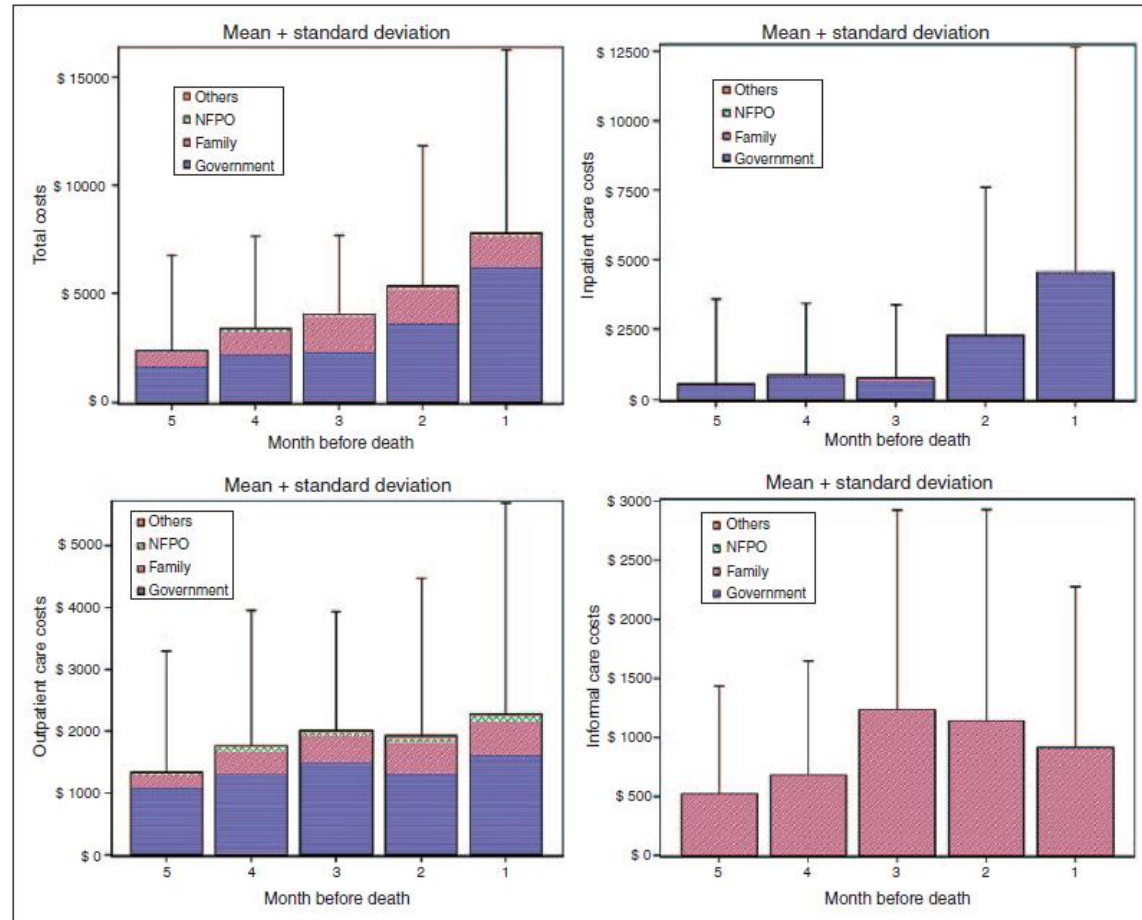 Mean + standard deviation
$ 15000
$ 10000
$ 5000
$ 0
Total costs
Others
NFPO
Family
Government
5 4 3 2 1
Month before death
Mean + standard deviation
$ 12500
$ 10000
$ 7500
$ 5000
$ 2500
$ 0
Inpatient care costs
Others
NFPO
Family
Government
5 4 3 2 1
Month before death
Mean + standard deviation
$ 5000
$ 4000
$ 3000
$ 2000
$ 1000
$ 0
Outpatient care costs
Others
NFPO
Family
Government
5 4 3 2 1
Month before death
Mean + standard deviation
$ 3000
$ 2500
$ 2000
$ 1500
$ 1000
$ 500
$ 0
Informal care costs
Others
NFPO
Family
Government
5 4 3 2 1
Month before death